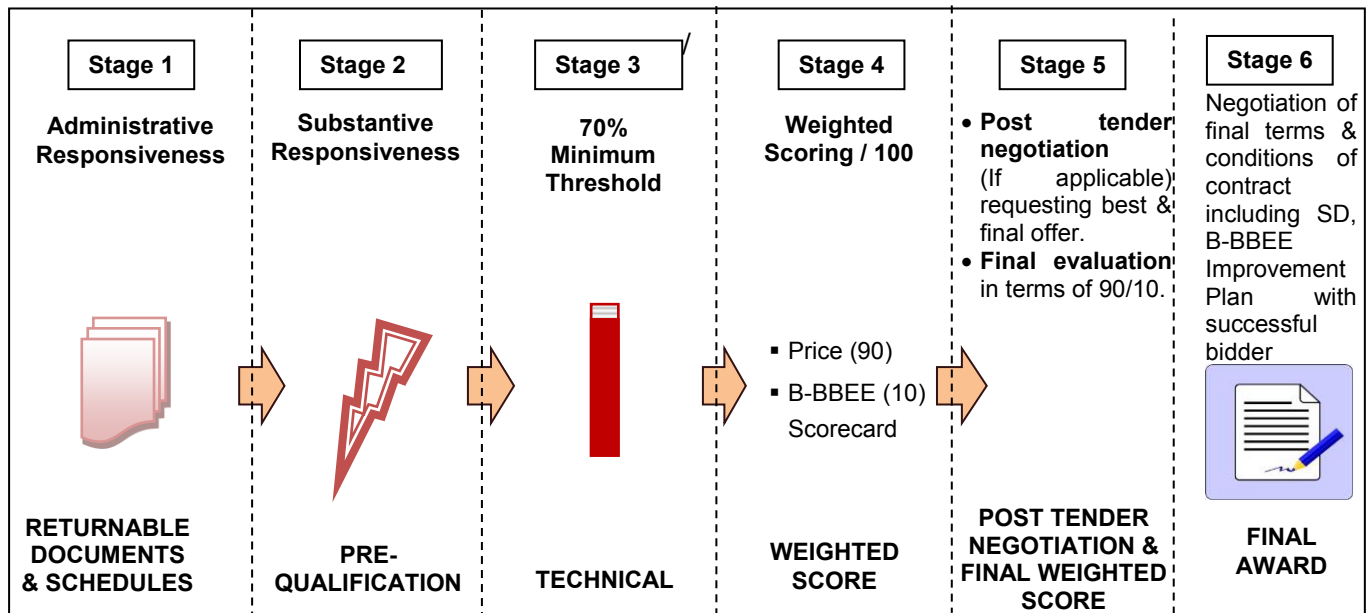 Stage 1
Administrative
Responsiveness
RETURNABLE
DOCUMENTS
& SCHEDULES
Stage 2
Substantive
Responsiveness
PRE-
QUALIFICATION
Stage 3
/
70%
Minimum
Threshold
TECHNICAL
Stage 4
Weighted
Scoring / 100
▪ Price (90)
▪ B-BBEE (10)
Scorecard
WEIGHTED
SCORE
Stage 5
• Post tender
negotiation
(If applicable)
requesting best &
final offer.
• Final evaluation
in terms of 90/10.
POST TENDER
NEGOTIATION &
FINAL WEIGHTED
SCORE
Stage 6
Negotiation of
final terms &
conditions of
contract
including SD,
B-BBEE
Improvement
Plan with
successful
bidder
FINAL
AWARD